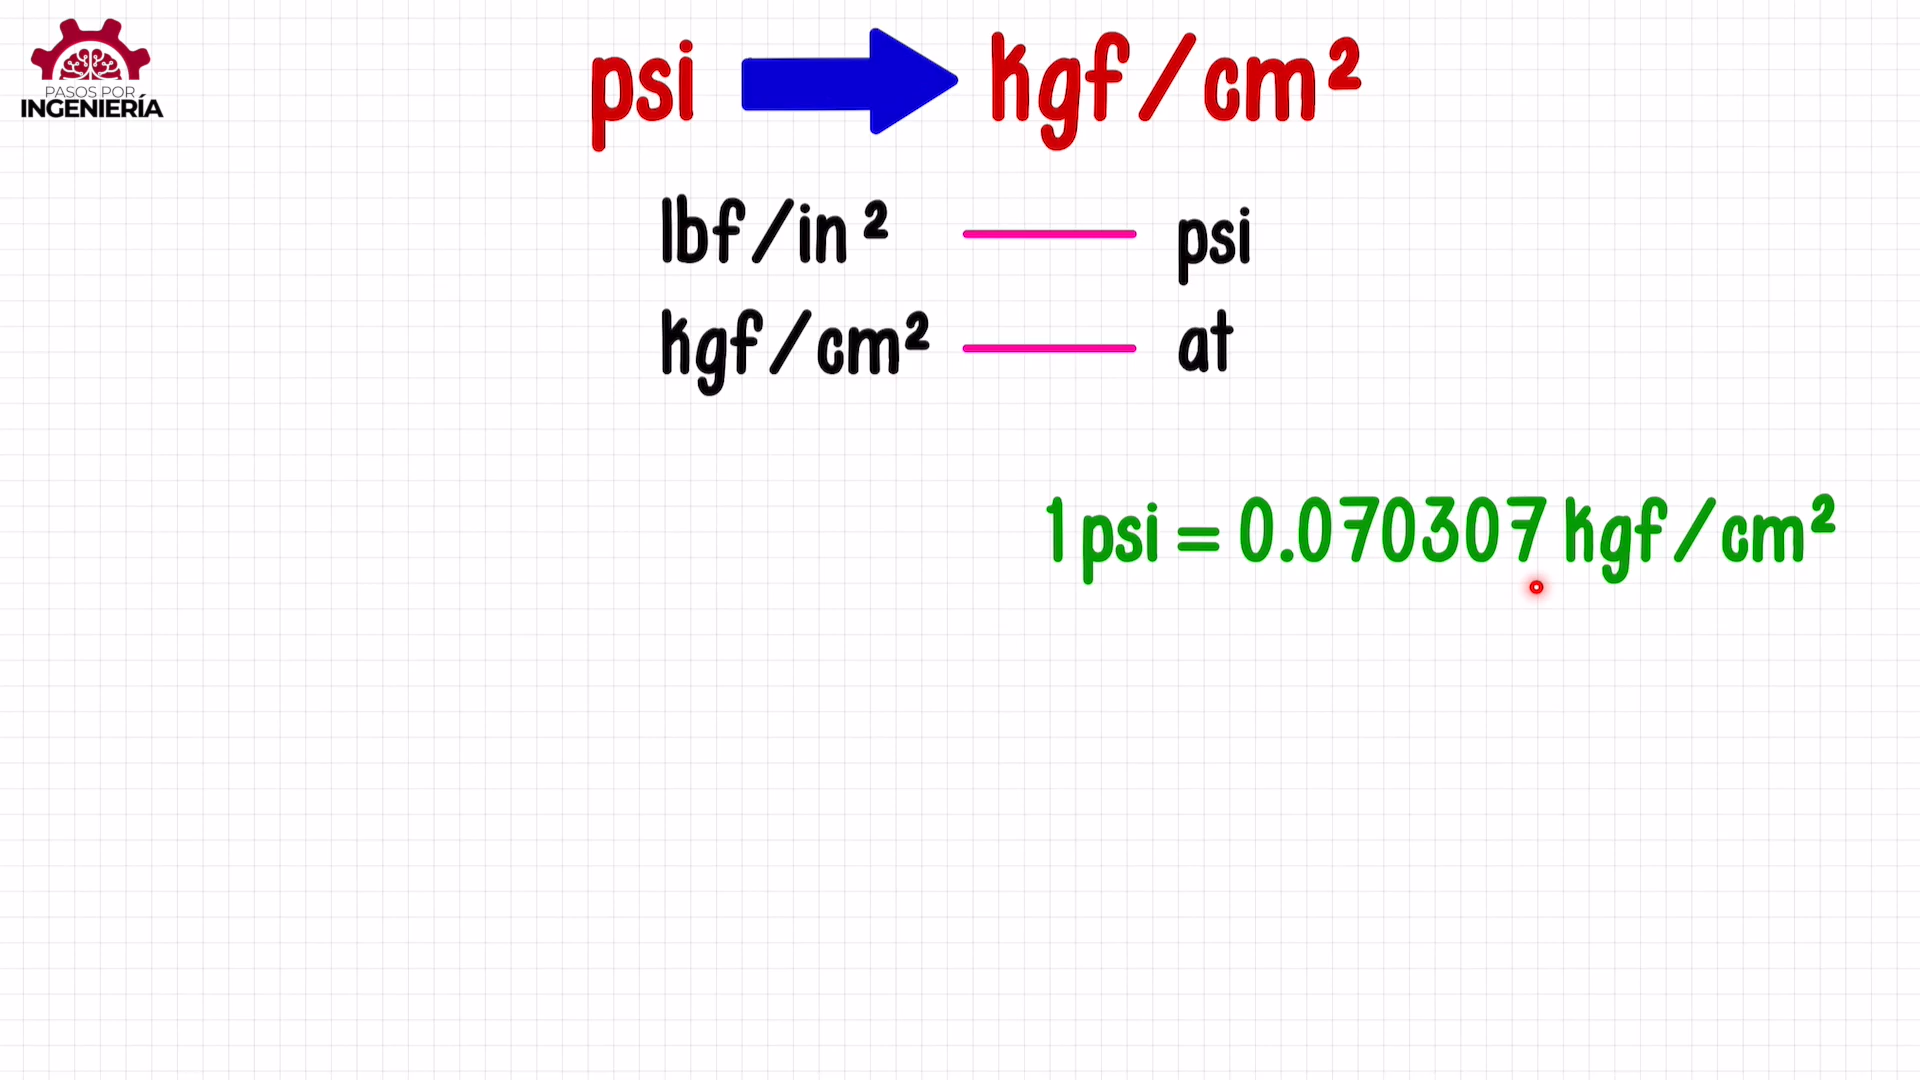 PASOS POR
INGENIERÍA
psi kgf/cm²
lbf/in² psi
kgf/cm² at
1 psi = 0.070307 kgf/cm²